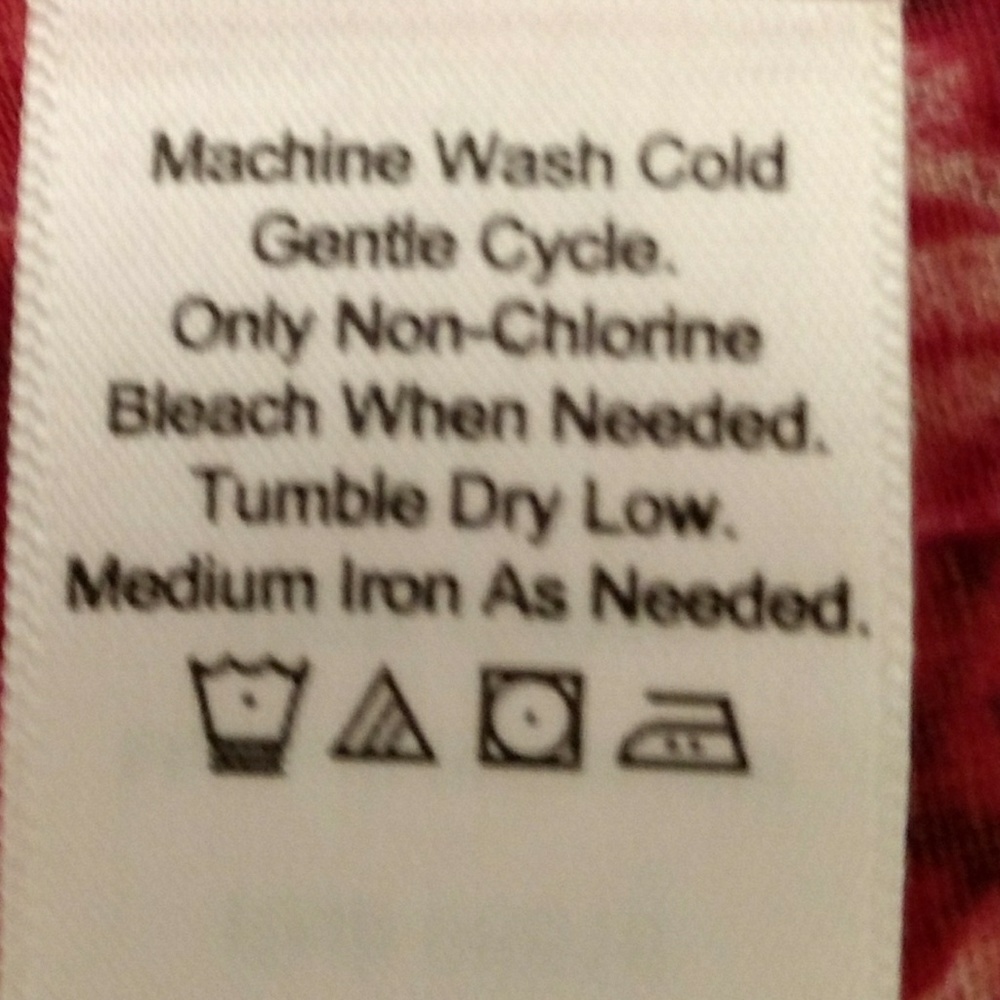 Machine Wash Cold
Gentle Cycle.
Only Non-Chlorine
Bleach When Needed.
Tumble Dry Low.
Medium Iron As Needed.